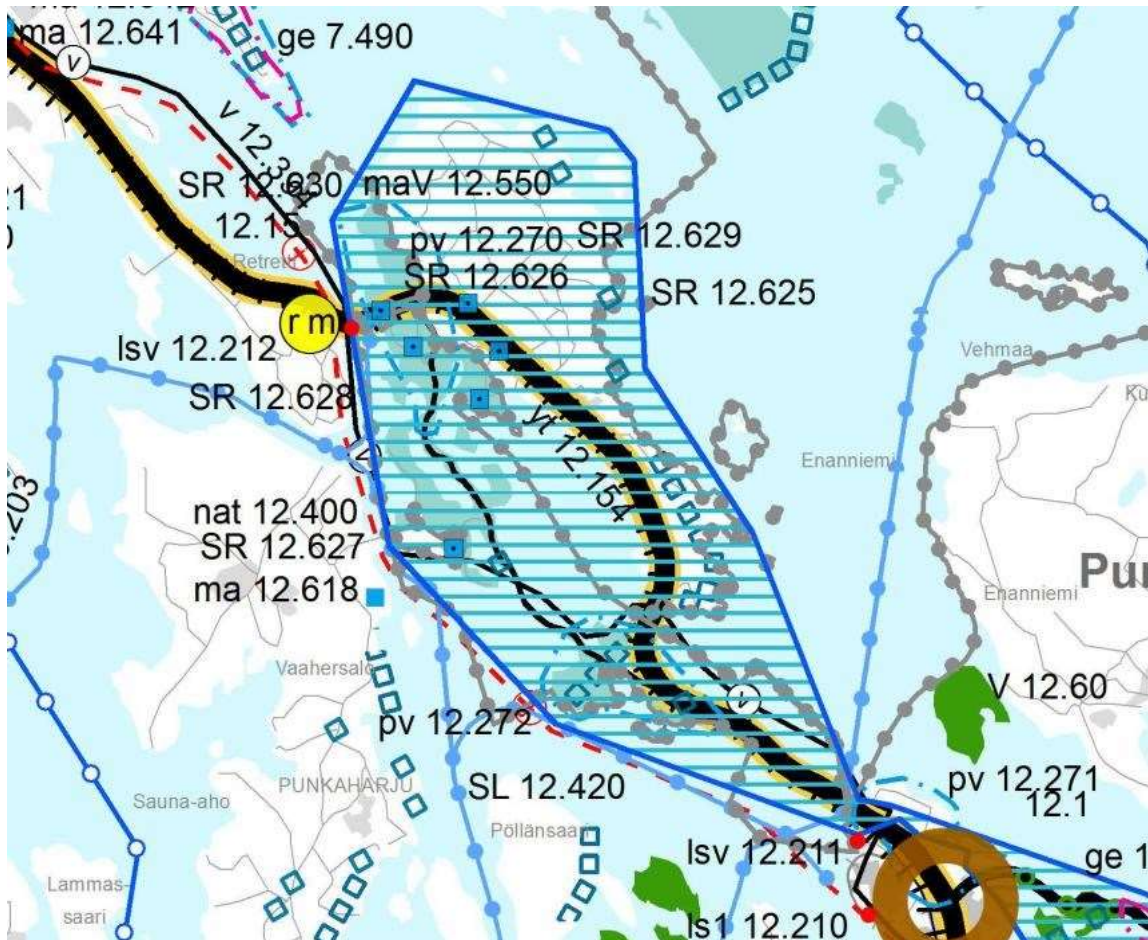 ma 12.641
ge 7.490
v
SR 12.630
maV 12.550
12.15
pv 12.270
SR 12.629
Retretti
SR 12.626
SR 12.625
r m
lsv 12.212
SR 12.628
Vehmaa
yt 12.154
v
Enanniemi
nat 12.400
SR 12.627
ma 12.618
Pun
Enanniemi
Vaahersalo
v
V 12.60
pv 12.272
PUNKAHARJU
SL 12.420
pv 12.271
12.1
Sauna-aho
Pöllänsaari
lsv 12.211
ge 1
Lammas-
saari
ls1 12.210